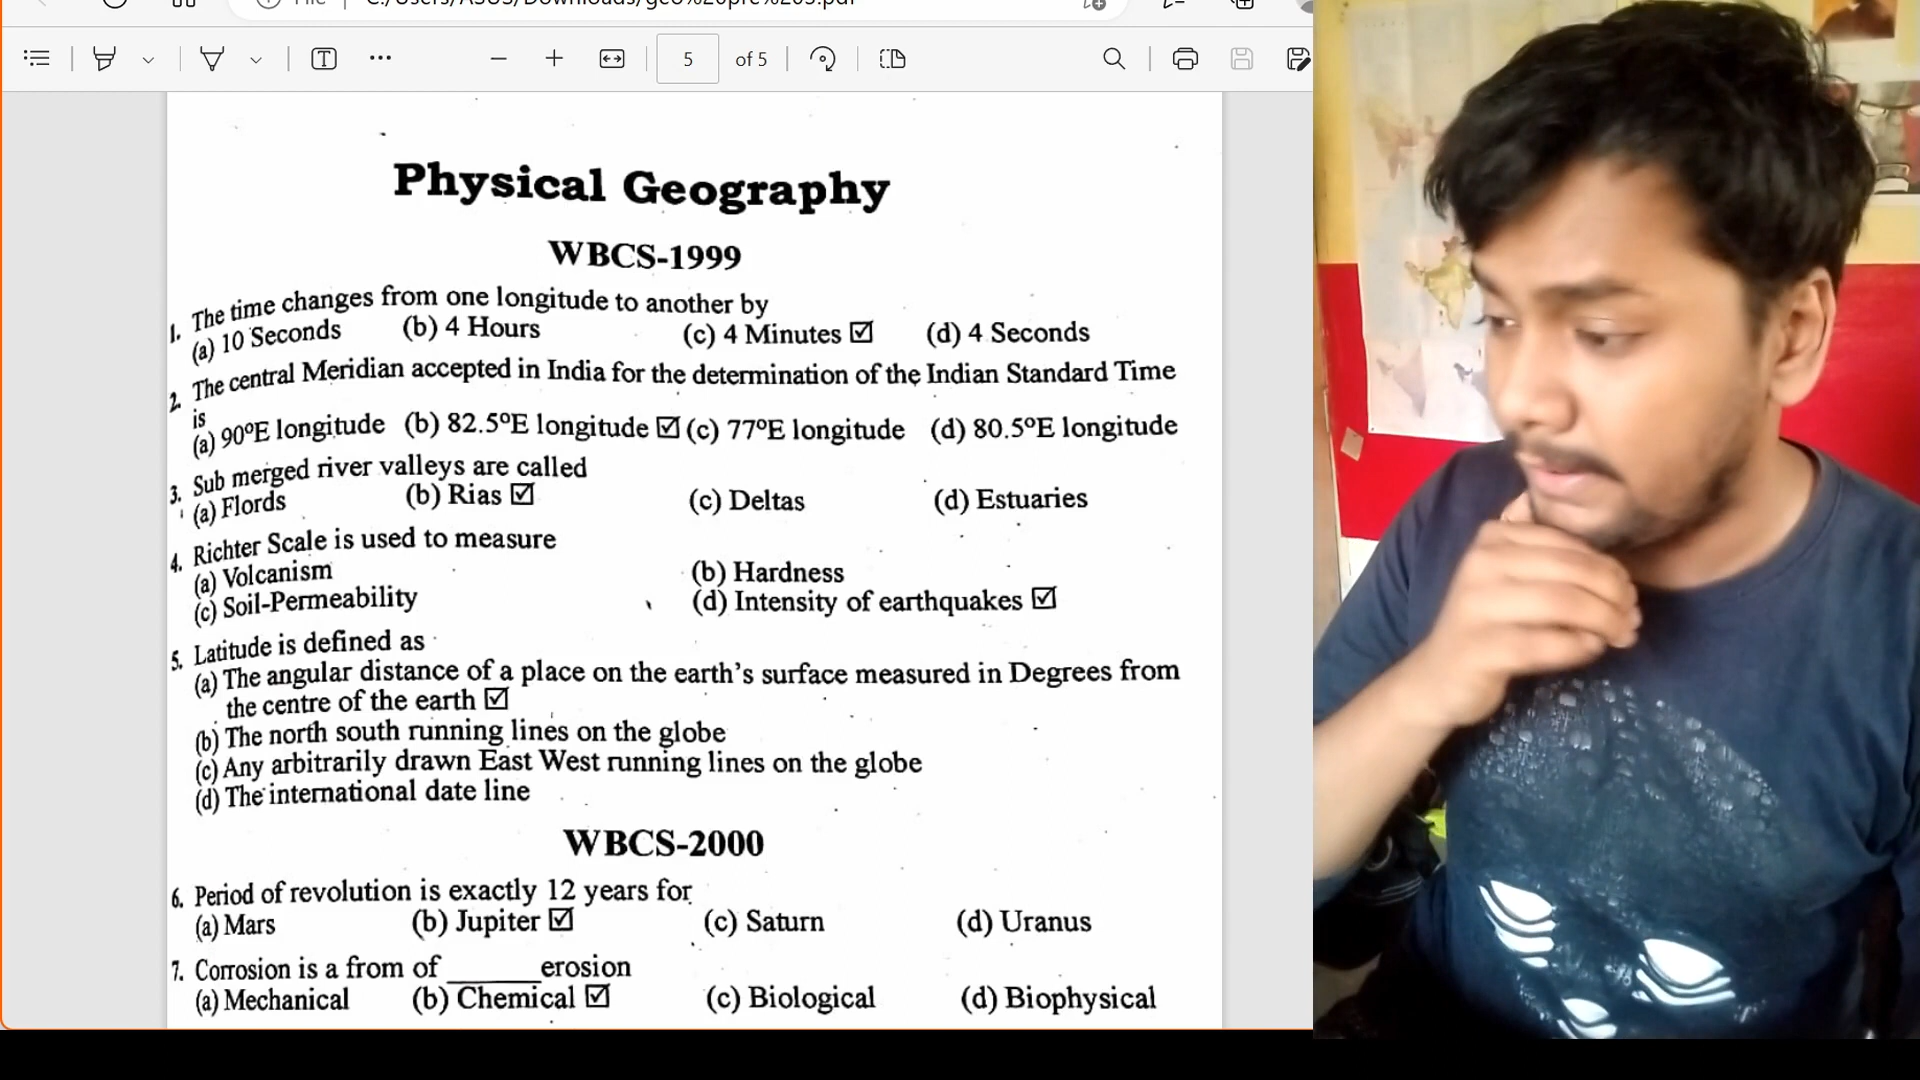 5 of 5
Physical Geography
WBCS-1999
1. The time changes from one longitude to another by
(a) 10 Seconds (b) 4 Hours (c) 4 Minutes ☑ (d) 4 Seconds
2. The central Meridian accepted in India for the determination of the Indian Standard Time
is
(a) 90ºE longitude (b) 82.5ºE longitude ☑ (c) 77ºE longitude (d) 80.5ºE longitude
3. Sub merged river valleys are called
(a) Flords (b) Rias ☑ (c) Deltas (d) Estuaries
4. Richter Scale is used to measure
(a) Volcanism (b) Hardness
(c) Soil-Permeability (d) Intensity of earthquakes ☑
5. Latitude is defined as
(a) The angular distance of a place on the earth's surface measured in Degrees from
the centre of the earth ☑
(b) The north south running lines on the globe
(c) Any arbitrarily drawn East West running lines on the globe
(d) The international date line
WBCS-2000
6. Period of revolution is exactly 12 years for
(a) Mars (b) Jupiter ☑ (c) Saturn (d) Uranus
7. Corrosion is a from of ______ erosion
(a) Mechanical (b) Chemical ☑ (c) Biological (d) Biophysical